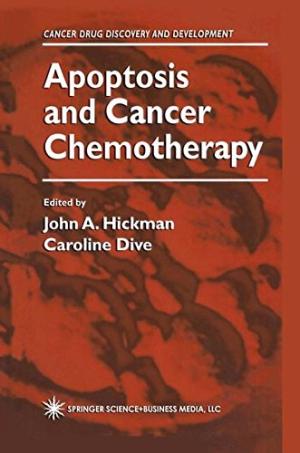 CANCER DRUG DISCOVERY AND DEVELOPMENT
Apoptosis
and Cancer
Chemotherapy
Edited by
John A. Hickman
Caroline Dive
SPRINGER SCIENCE+BUSINESS MEDIA, LLC